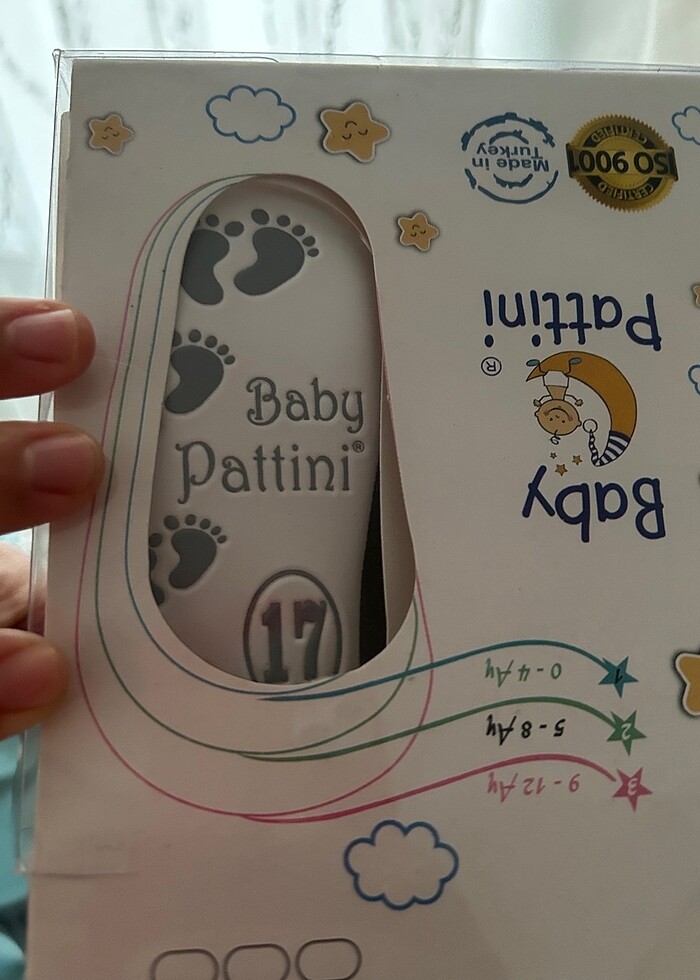 Baby
Pattini®
17
CERTIFIED
ISO 9001
CERTIFIED
Made in
Turkey
Baby
®
Pattini
1
0 - 4 Ay
2
5 - 8 Ay
3
9 - 12 Ay